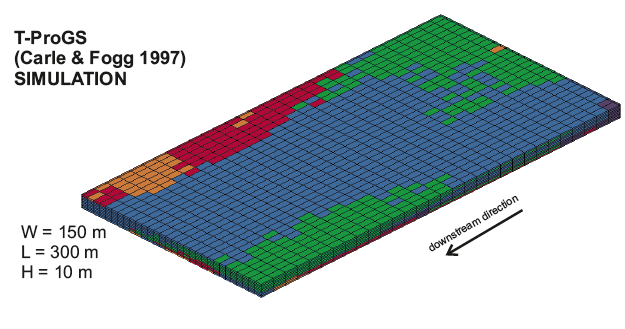 T-ProGS
(Carle & Fogg 1997)
SIMULATION
W = 150 m
L = 300 m
H = 10 m
downstream direction